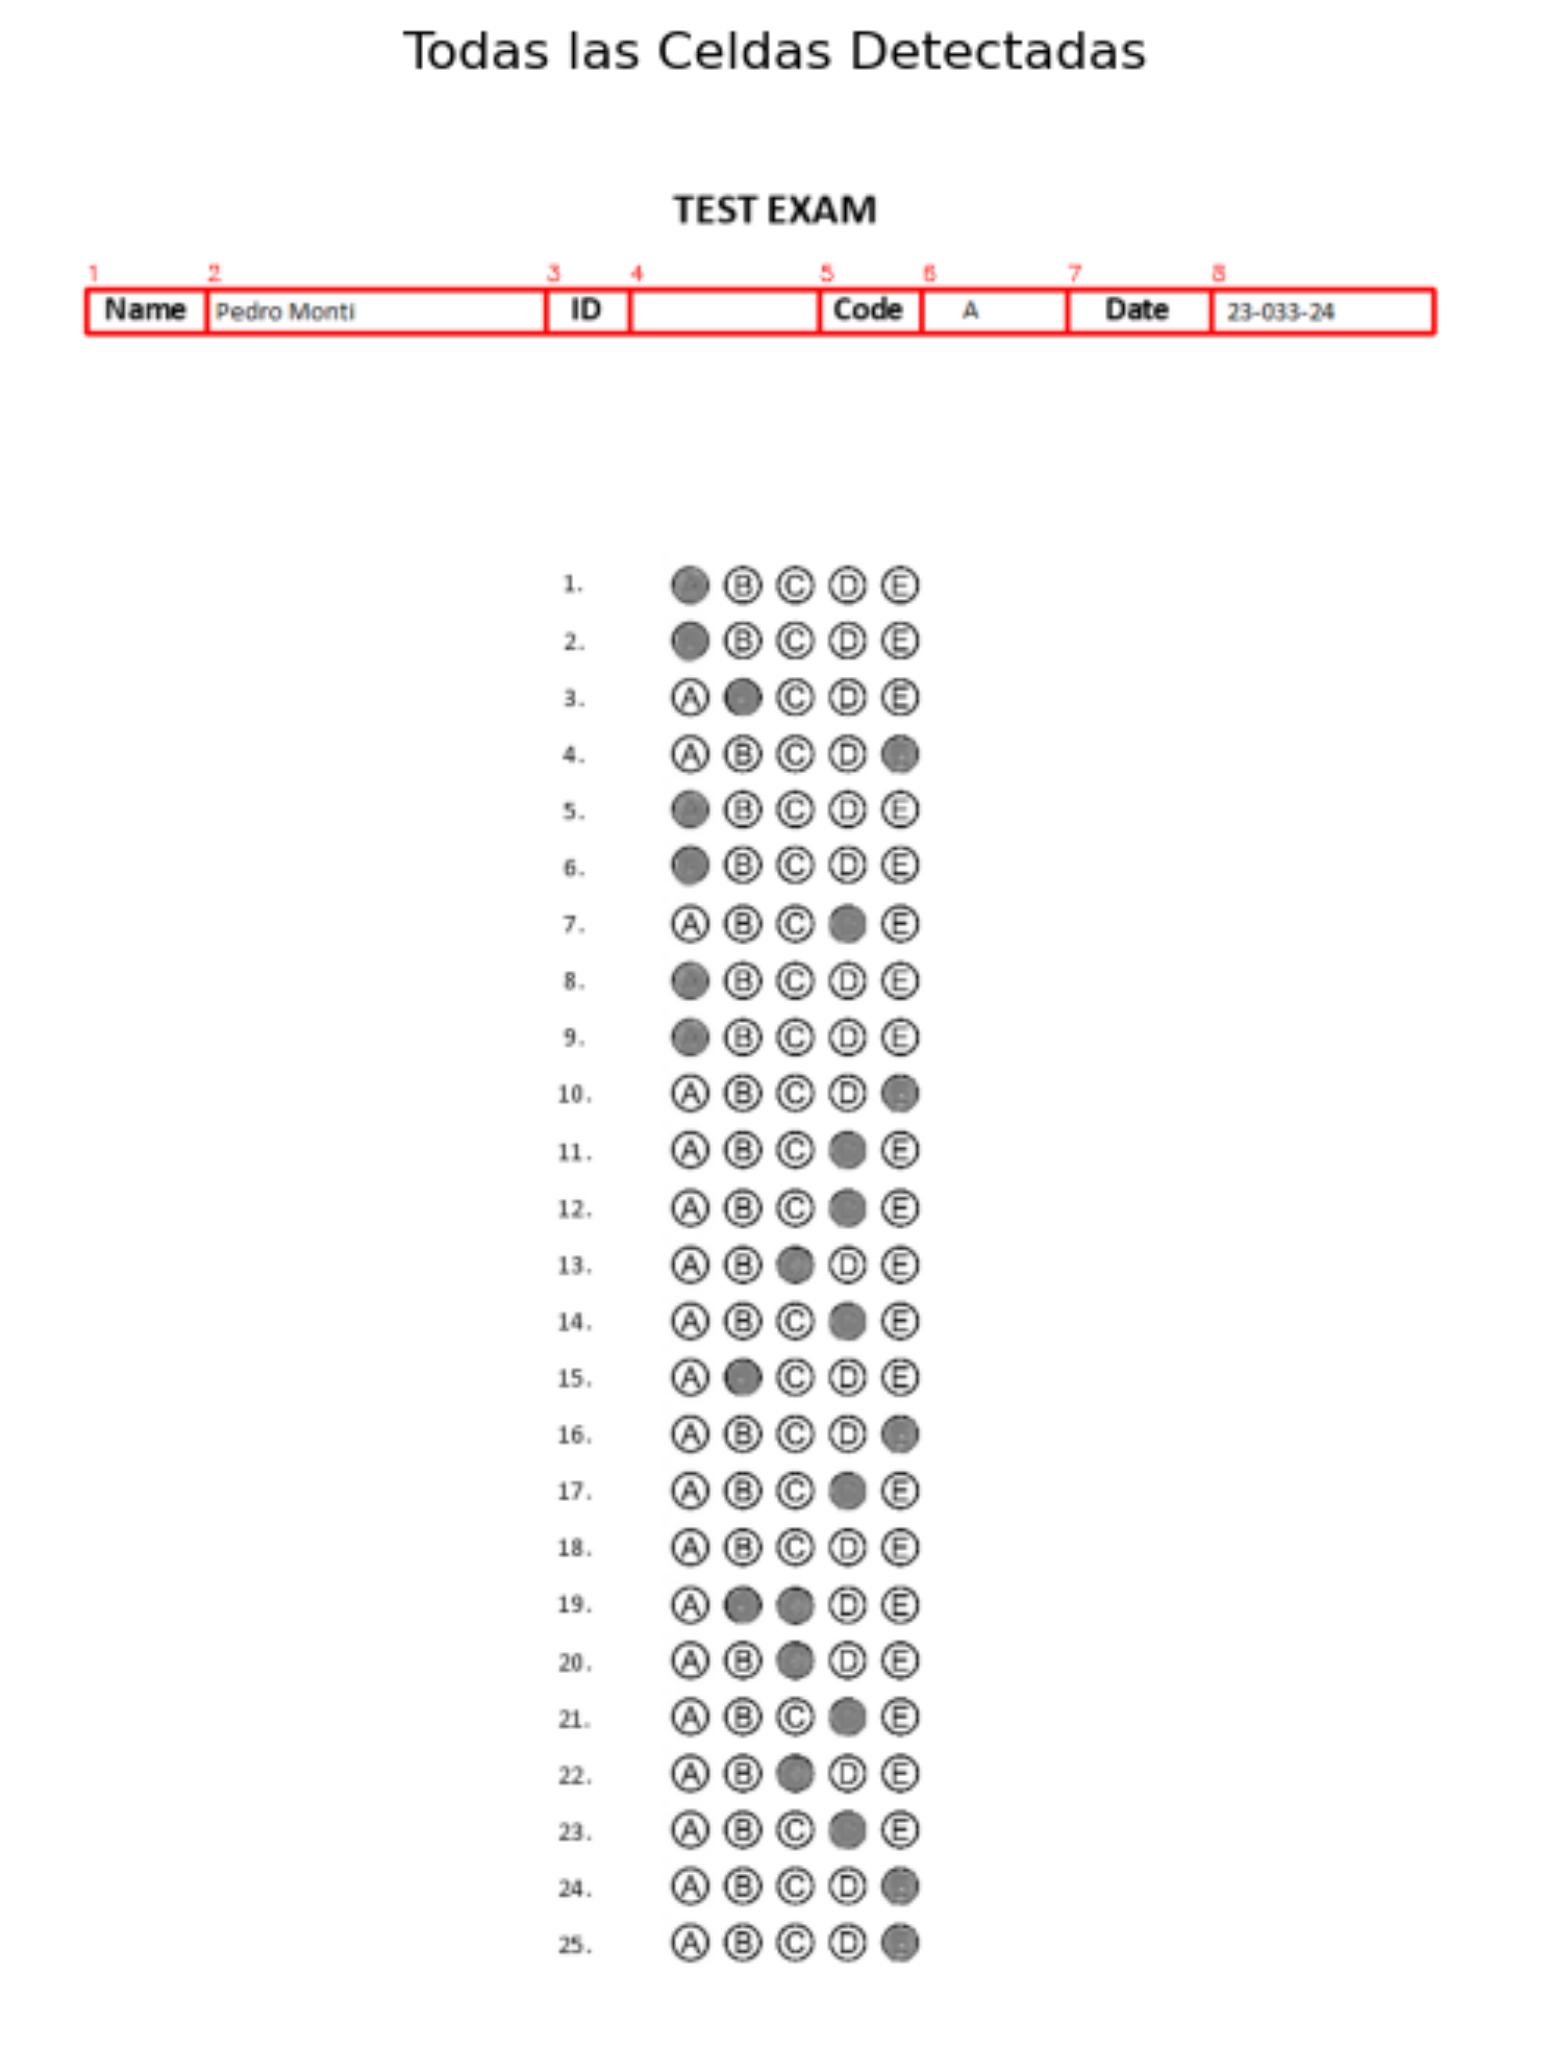 Todas las Celdas Detectadas
TEST EXAM
1 2 3 4 5 6 7 8
Name Pedro Monti ID Code A Date 23-033-24
1. B C D E
2. B C D E
3. A C D E
4. A B C D
5. B C D E
6. B C D E
7. A B C E
8. B C D E
9. B C D E
10. A B C D
11. A B C E
12. A B C E
13. A B D E
14. A B C E
15. A C D E
16. A B C D
17. A B C E
18. A B C D E
19. A D E
20. A B D E
21. A B C E
22. A B D E
23. A B C E
24. A B C D
25. A B C D